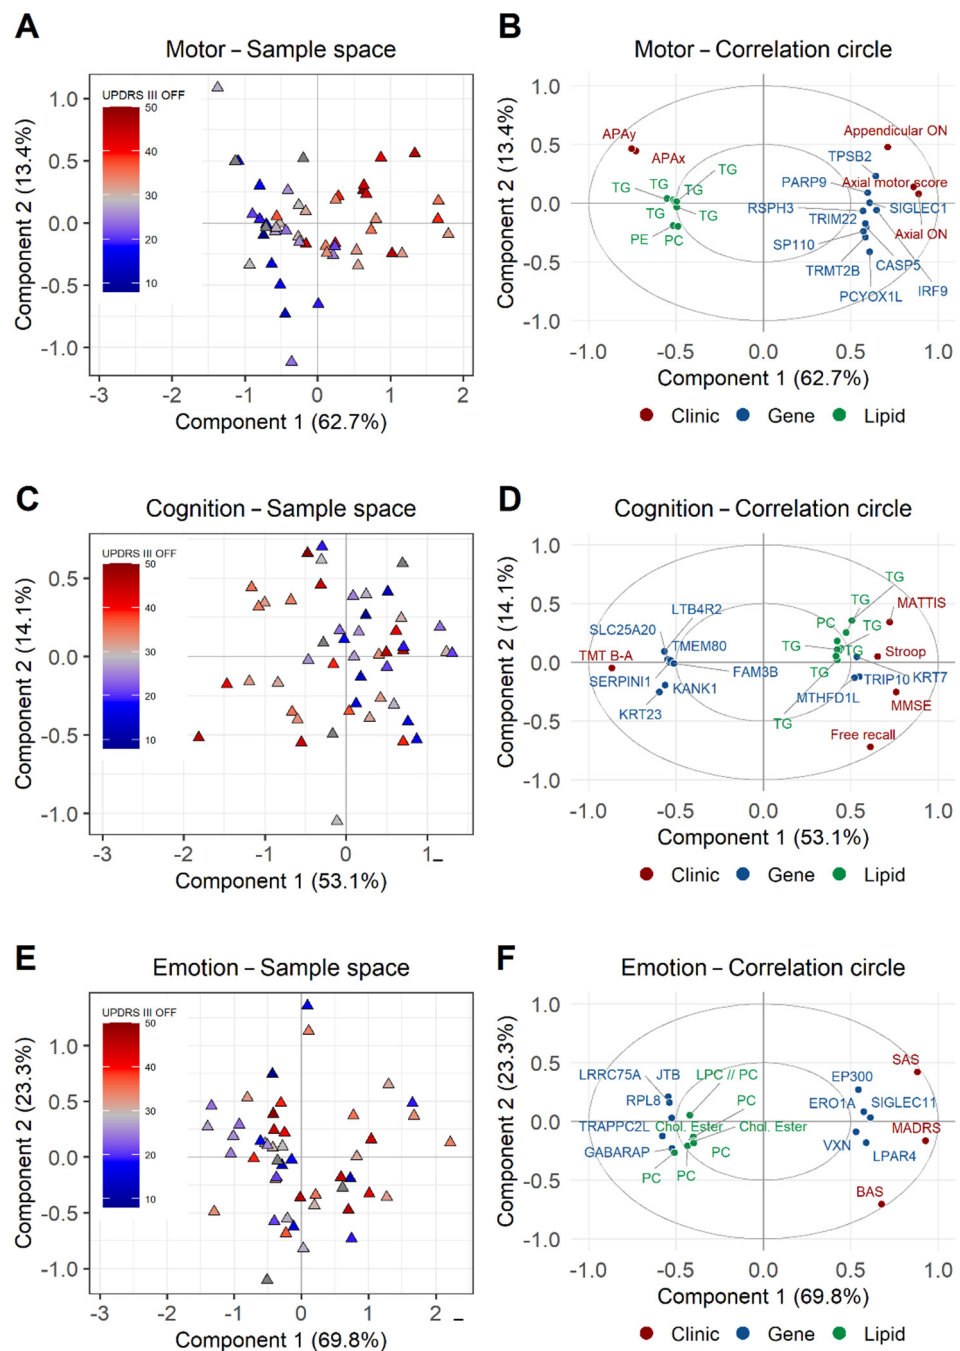 A
Motor – Sample space
UPDRS III OFF
50
40
30
20
10
1.0
0.5
0.0
-0.5
-1.0
Component 2 (13.4%)
-3
-2
-1
0
1
2
Component 1 (62.7%)
B
Motor – Correlation circle
1.0
0.5
0.0
-0.5
-1.0
Component 2 (13.4%)
APAy
APAx
Appendicular ON
TPSB2
TG
TG
TG
TG
PARP9
Axial motor score
RSPH3
SIGLEC1
TG
TG
TRIM22
PE
PC
SP110
Axial ON
TRMT2B
CASP5
PCYOX1L
IRF9
-1.0
-0.5
0.0
0.5
1.0
Component 1 (62.7%)
Clinic
Gene
Lipid
C
Cognition – Sample space
UPDRS III OFF
50
40
30
20
10
0.5
0.0
-0.5
-1.0
Component 2 (14.1%)
-3
-2
-1
0
1
Component 1 (53.1%)
D
Cognition – Correlation circle
1.0
0.5
0.0
-0.5
-1.0
Component 2 (14.1%)
TG
LTB4R2
TG
MATTIS
SLC25A20
PC
TG
TMEM80
TG
TG
Stroop
TMT B-A
FAM3B
TG
TRIP10
KRT7
SERPINI1
KANK1
MTHFD1L
MMSE
KRT23
TG
Free recall
-1.0
-0.5
0.0
0.5
1.0
Component 1 (53.1%)
Clinic
Gene
Lipid
E
Emotion – Sample space
UPDRS III OFF
50
40
30
20
10
1.0
0.5
0.0
-0.5
-1.0
Component 2 (23.3%)
-3
-2
-1
0
1
2
Component 1 (69.8%)
F
Emotion – Correlation circle
1.0
0.5
0.0
-0.5
-1.0
Component 2 (23.3%)
SAS
LRRC75A
JTB
LPC // PC
EP300
RPL8
PC
ERO1A
SIGLEC11
TRAPPC2L
Chol. Ester
Chol. Ester
MADRS
GABARAP
PC
VXN
LPAR4
PC
PC
BAS
-1.0
-0.5
0.0
0.5
1.0
Component 1 (69.8%)
Clinic
Gene
Lipid